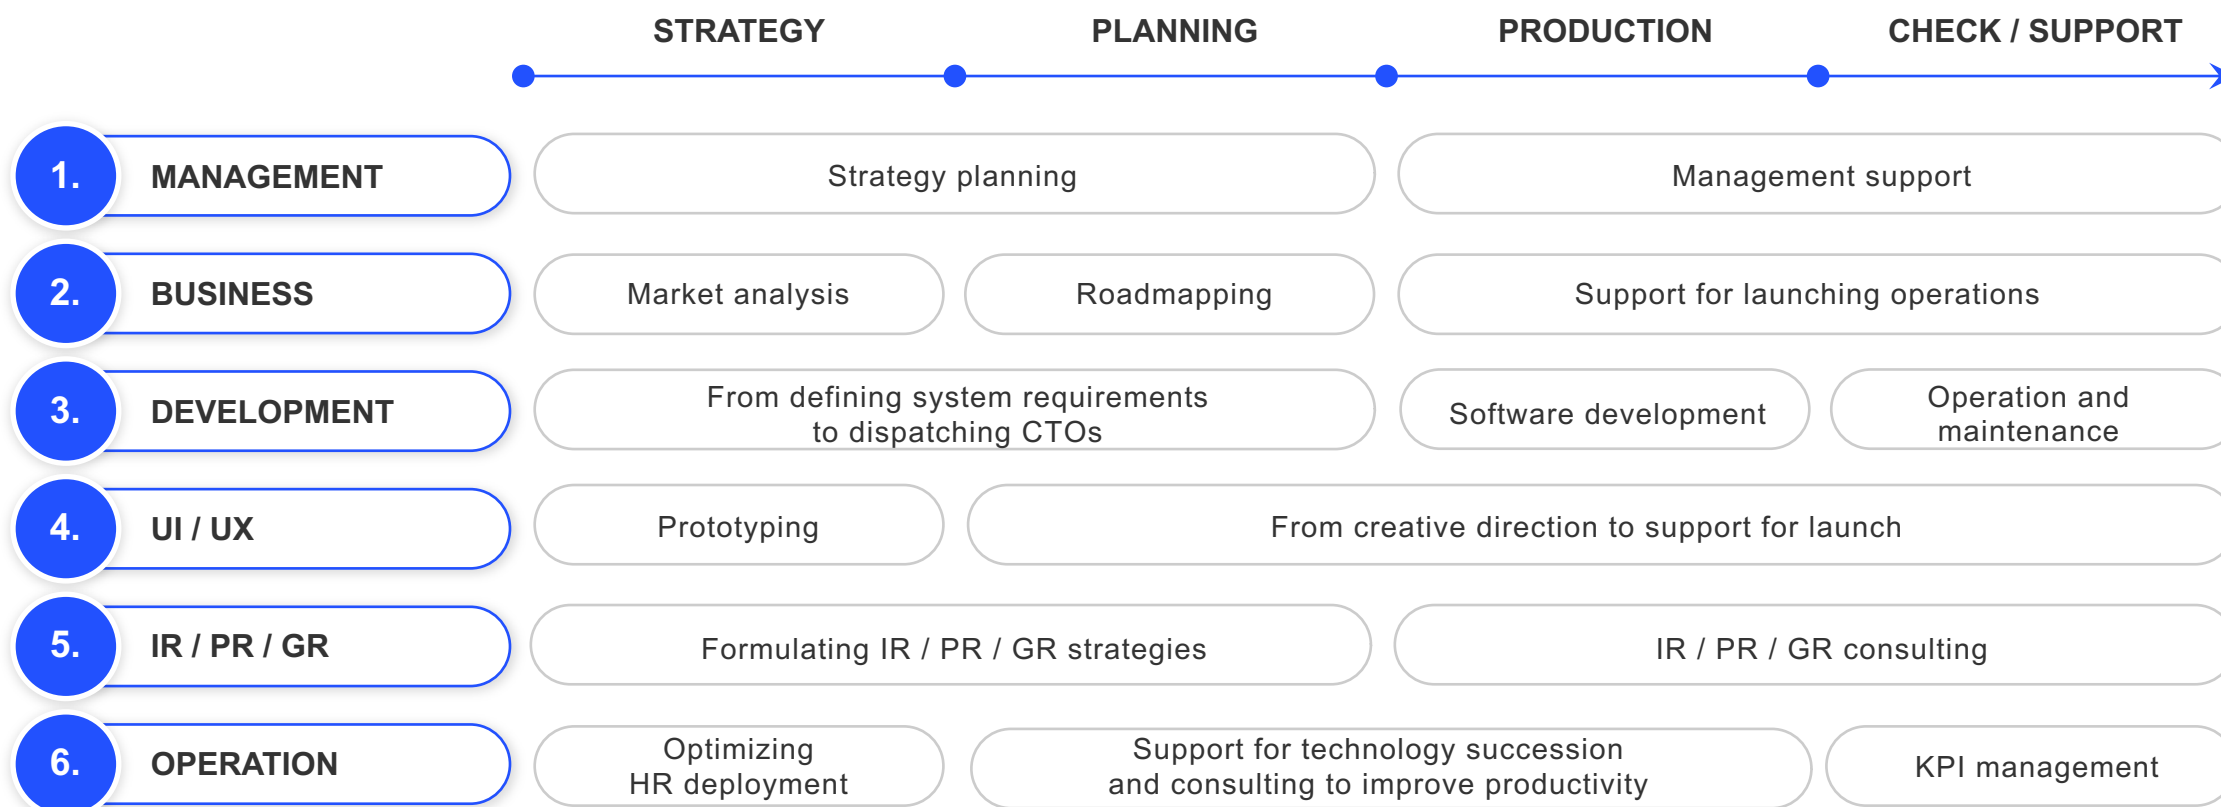 STRATEGY PLANNING PRODUCTION CHECK / SUPPORT
1. MANAGEMENT Strategy planning Management support
2. BUSINESS Market analysis Roadmapping Support for launching operations
3. DEVELOPMENT
From defining system requirements
to dispatching CTOs
Software development
Operation and
maintenance
4. UI / UX Prototyping From creative direction to support for launch
5. IR / PR / GR Formulating IR / PR / GR strategies IR / PR / GR consulting
6. OPERATION
Optimizing
HR deployment
Support for technology succession
and consulting to improve productivity
KPI management